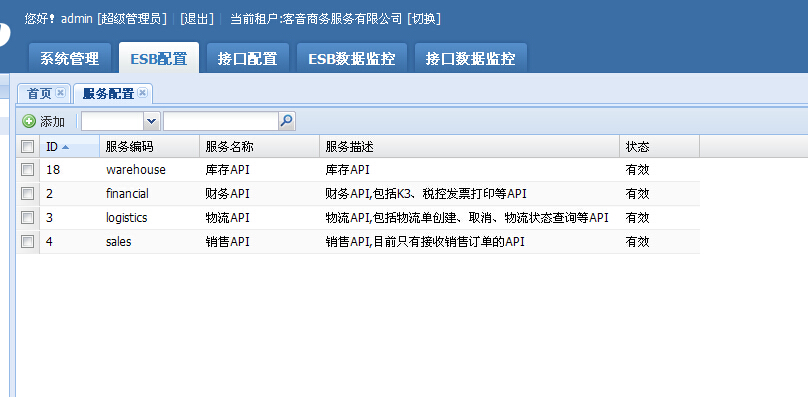 您好! admin [超级管理员] [退出] 当前租户:客音商务服务有限公司 [切换]
系统管理 ESB配置 接口配置 ESB数据监控 接口数据监控
首页 服务配置
添加
ID 服务编码 服务名称 服务描述 状态
18 warehouse 库存API 库存API 有效
2 financial 财务API 财务API,包括K3、税控发票打印等API 有效
3 logistics 物流API 物流API,包括物流单创建、取消、物流状态查询等API 有效
4 sales 销售API 销售API,目前只有接收销售订单的API 有效